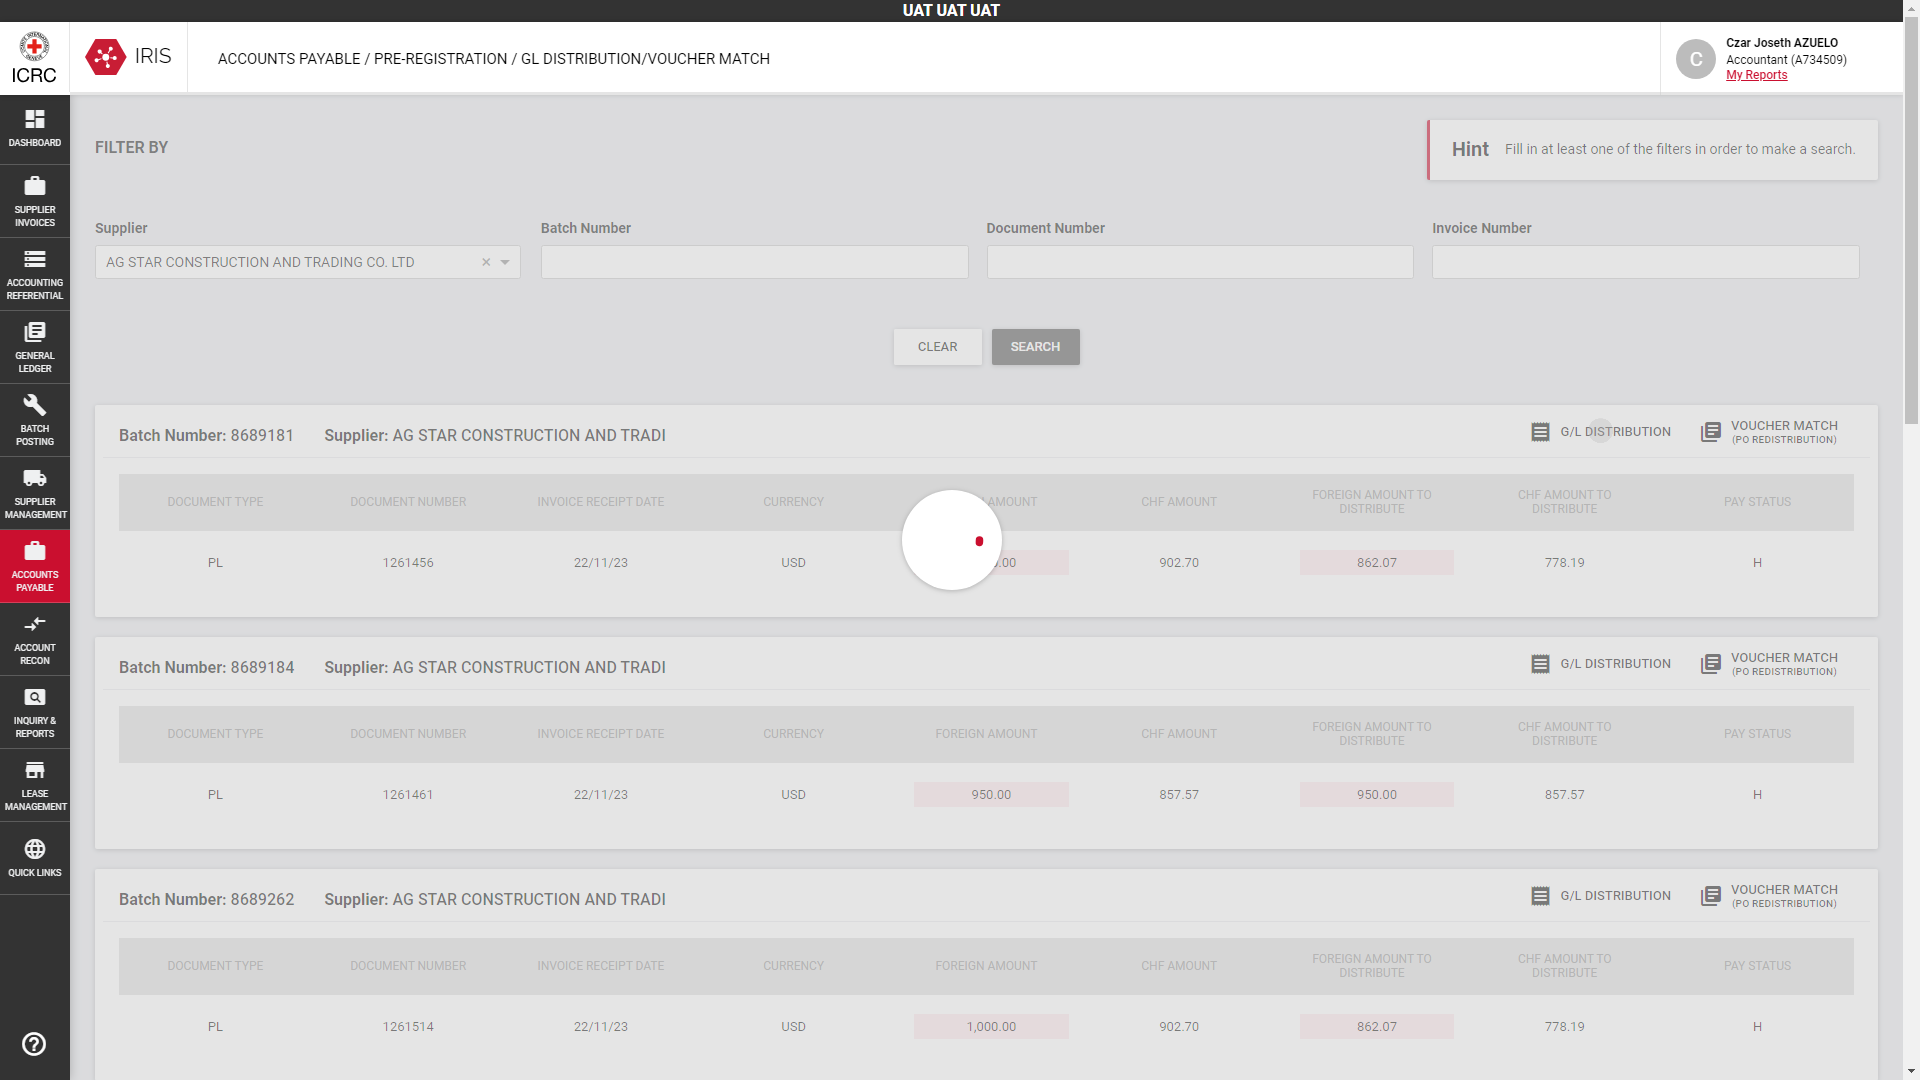 UAT UAT UAT
ICRC
IRIS
ACCOUNTS PAYABLE / PRE-REGISTRATION / GL DISTRIBUTION/VOUCHER MATCH
C
Czar Joseth AZUELO
Accountant (A734509)
My Reports
DASHBOARD
SUPPLIER
INVOICES
ACCOUNTING
REFERENTIAL
GENERAL
LEDGER
BATCH
POSTING
SUPPLIER
MANAGEMENT
ACCOUNTS
PAYABLE
ACCOUNT
RECON
INQUIRY &
REPORTS
LEASE
MANAGEMENT
QUICK LINKS
FILTER BY
Hint Fill in at least one of the filters in order to make a search.
Supplier Batch Number Document Number Invoice Number
AG STAR CONSTRUCTION AND TRADING CO. LTD
CLEAR SEARCH
Batch Number: 8689181 Supplier: AG STAR CONSTRUCTION AND TRADI G/L DISTRIBUTION VOUCHER MATCH
(PO REDISTRIBUTION)
DOCUMENT TYPE DOCUMENT NUMBER INVOICE RECEIPT DATE CURRENCY AMOUNT CHF AMOUNT FOREIGN AMOUNT TO DISTRIBUTE CHF AMOUNT TO DISTRIBUTE PAY STATUS
PL 1261456 22/11/23 USD .00 902.70 862.07 778.19 H
Batch Number: 8689184 Supplier: AG STAR CONSTRUCTION AND TRADI G/L DISTRIBUTION VOUCHER MATCH
(PO REDISTRIBUTION)
DOCUMENT TYPE DOCUMENT NUMBER INVOICE RECEIPT DATE CURRENCY FOREIGN AMOUNT CHF AMOUNT FOREIGN AMOUNT TO DISTRIBUTE CHF AMOUNT TO DISTRIBUTE PAY STATUS
PL 1261461 22/11/23 USD 950.00 857.57 950.00 857.57 H
Batch Number: 8689262 Supplier: AG STAR CONSTRUCTION AND TRADI G/L DISTRIBUTION VOUCHER MATCH
(PO REDISTRIBUTION)
DOCUMENT TYPE DOCUMENT NUMBER INVOICE RECEIPT DATE CURRENCY FOREIGN AMOUNT CHF AMOUNT FOREIGN AMOUNT TO DISTRIBUTE CHF AMOUNT TO DISTRIBUTE PAY STATUS
PL 1261514 22/11/23 USD 1,000.00 902.70 862.07 778.19 H